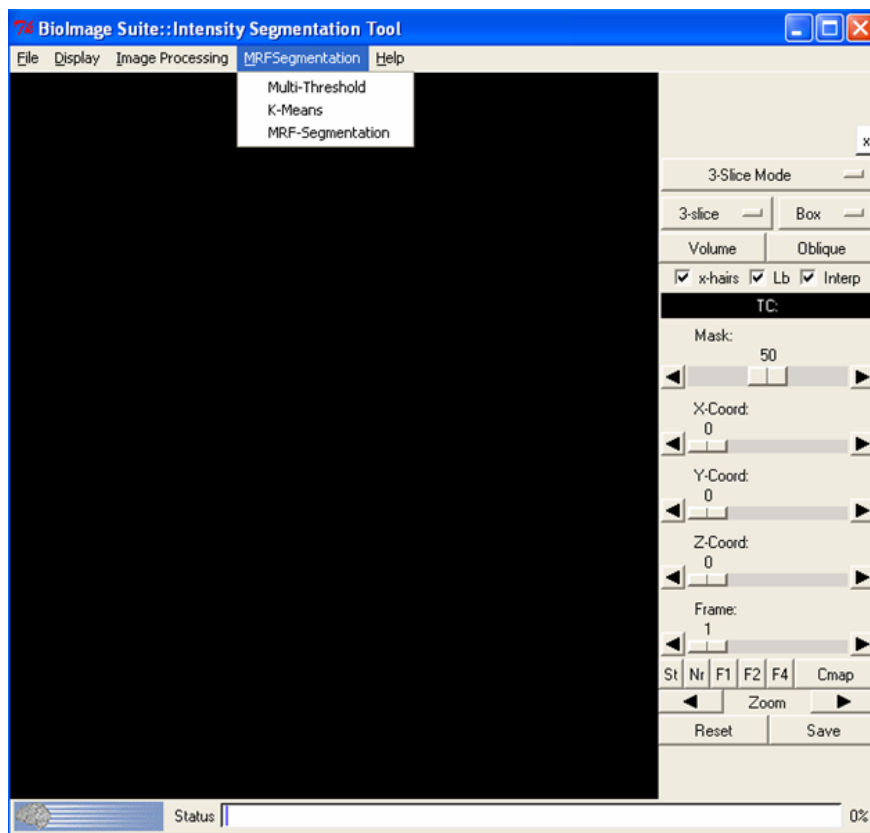 BioImage Suite::Intensity Segmentation Tool
File Display Image Processing MRFSegmentation Help
Multi-Threshold
K-Means
MRF-Segmentation
x
3-Slice Mode
3-slice Box
Volume Oblique
x-hairs Lb Interp
TC:
Mask:
50
X-Coord:
0
Y-Coord:
0
Z-Coord:
0
Frame:
1
St Nr F1 F2 F4 Cmap
Zoom
Reset Save
Status 0%